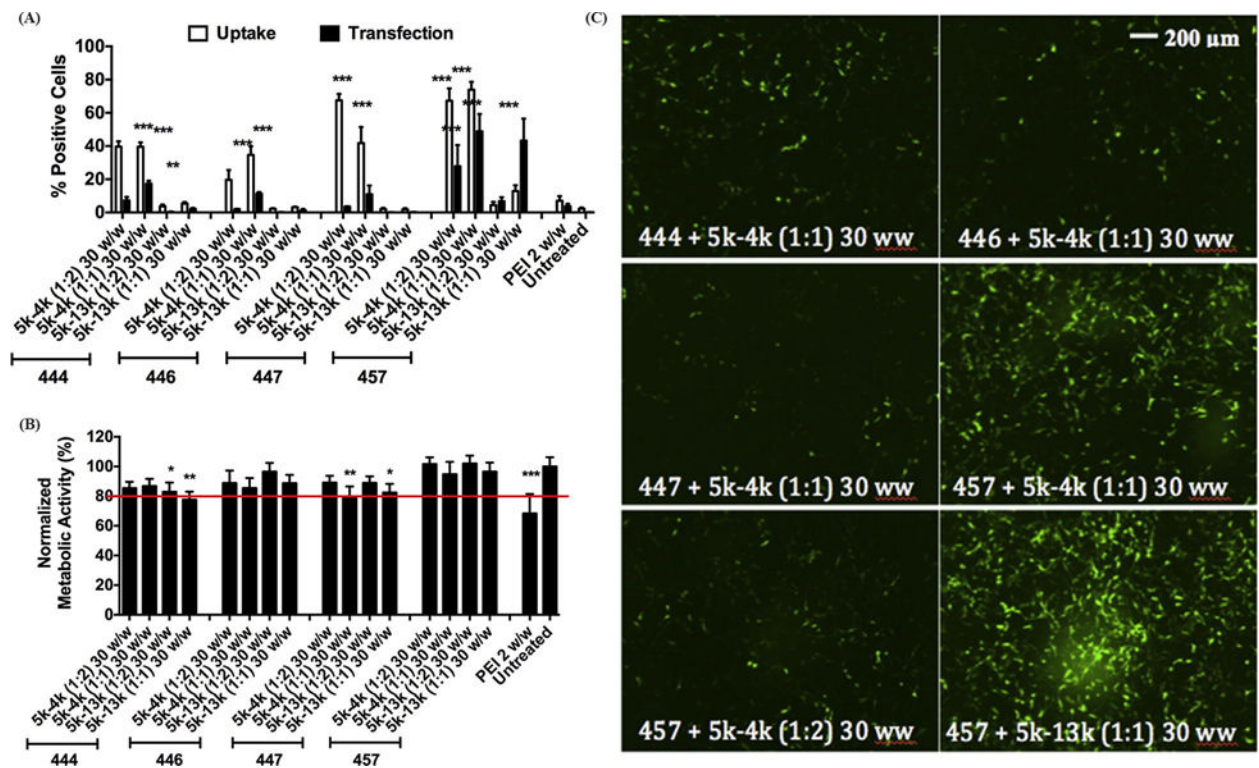 (A)
Uptake Transfection
% Positive Cells
100
80
60
40
20
0
*** *** ** *** *** *** *** *** *** *** *** ***
5k-4k (1:2) 30 w/w
5k-4k (1:1) 30 w/w
5k-13k (1:2) 30 w/w
5k-13k (1:1) 30 w/w
5k-4k (1:2) 30 w/w
5k-4k (1:1) 30 w/w
5k-13k (1:2) 30 w/w
5k-13k (1:1) 30 w/w
5k-4k (1:2) 30 w/w
5k-4k (1:1) 30 w/w
5k-13k (1:2) 30 w/w
5k-13k (1:1) 30 w/w
5k-4k (1:2) 30 w/w
5k-4k (1:1) 30 w/w
5k-13k (1:2) 30 w/w
5k-13k (1:1) 30 w/w
PEI 2 w/w
Untreated
444 446 447 457
(B)
Normalized
Metabolic Activity (%)
120
100
80
60
40
20
0
* ** ** * ***
5k-4k (1:2) 30 w/w
5k-4k (1:1) 30 w/w
5k-13k (1:2) 30 w/w
5k-13k (1:1) 30 w/w
5k-4k (1:2) 30 w/w
5k-4k (1:1) 30 w/w
5k-13k (1:2) 30 w/w
5k-13k (1:1) 30 w/w
5k-4k (1:2) 30 w/w
5k-4k (1:1) 30 w/w
5k-13k (1:2) 30 w/w
5k-13k (1:1) 30 w/w
5k-4k (1:2) 30 w/w
5k-4k (1:1) 30 w/w
5k-13k (1:2) 30 w/w
5k-13k (1:1) 30 w/w
PEI 2 w/w
Untreated
444 446 447 457
(C)
200 µm
444 + 5k-4k (1:1) 30 ww
446 + 5k-4k (1:1) 30 ww
447 + 5k-4k (1:1) 30 ww
457 + 5k-4k (1:1) 30 ww
457 + 5k-4k (1:2) 30 ww
457 + 5k-13k (1:1) 30 ww